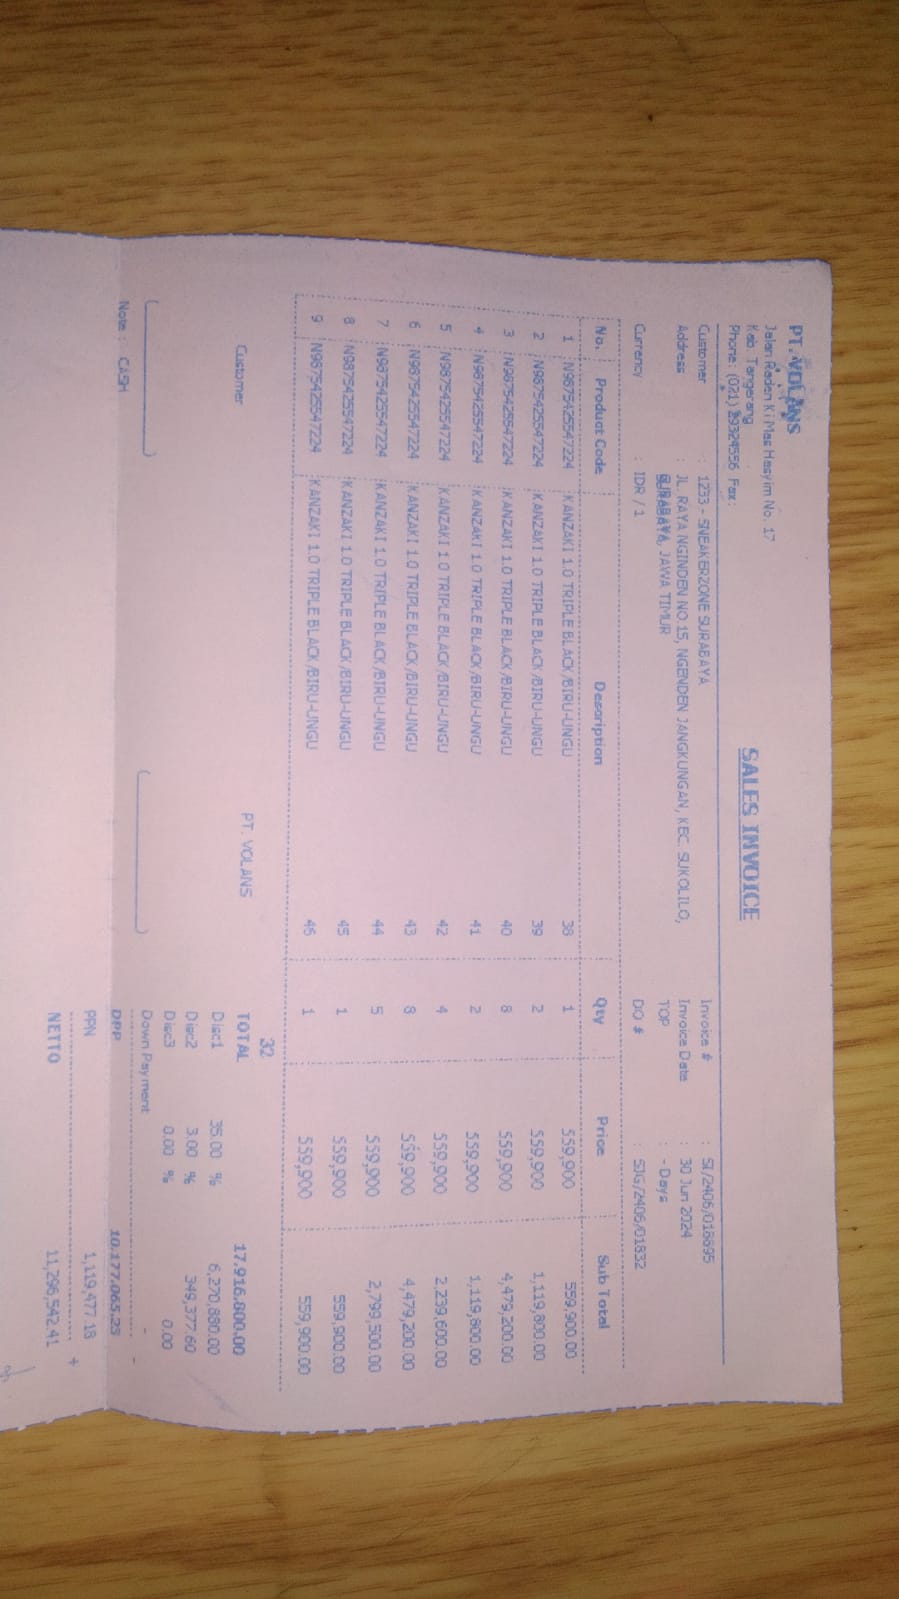 PT. VOLANS
Jalan Raden Ki Mas Hasyim No. 17
Kab Tangerang
Phone: (021) 29324556 Fax:
SALES INVOICE
Customer : 1233 - SNEAKERZONE SURABAYA Invoice # : SI/2406/016695
Address : JL. RAYA NGINDEN NO 15, NGENDEN JANGKUNGAN, KEC. SUKOLILO, Invoice Date : 30 Jun 2024
SURABAYA, JAWA TIMUR TOP : - Days
Currency : IDR / 1 DO # : SJG/2406/01832
No. Product Code Description Qty Price Sub Total
1 N9875425547224 KANZAKI 1.0 TRIPLE BLACK/BIRU-UNGU 38 1 559,900 559,900.00
2 N9875425547224 KANZAKI 1.0 TRIPLE BLACK/BIRU-UNGU 39 2 559,900 1,119,800.00
3 N9875425547224 KANZAKI 1.0 TRIPLE BLACK/BIRU-UNGU 40 8 559,900 4,479,200.00
4 N9875425547224 KANZAKI 1.0 TRIPLE BLACK/BIRU-UNGU 41 2 559,900 1,119,800.00
5 N9875425547224 KANZAKI 1.0 TRIPLE BLACK/BIRU-UNGU 42 4 559,900 2,239,600.00
6 N9875425547224 KANZAKI 1.0 TRIPLE BLACK/BIRU-UNGU 43 8 559,900 4,479,200.00
7 N9875425547224 KANZAKI 1.0 TRIPLE BLACK/BIRU-UNGU 44 5 559,900 2,799,500.00
8 N9875425547224 KANZAKI 1.0 TRIPLE BLACK/BIRU-UNGU 45 1 559,900 559,900.00
9 N9875425547224 KANZAKI 1.0 TRIPLE BLACK/BIRU-UNGU 46 1 559,900 559,900.00
32
Customer PT. VOLANS TOTAL 17,916,800.00
Disc1 35.00 % 6,270,880.00
Disc2 3.00 % 349,377.60
Disc3 0.00 % 0.00
Down Payment -
Note : CASH DPP 10,177,065.23
PPN 1,119,477.18
NETTO 11,296,542.41